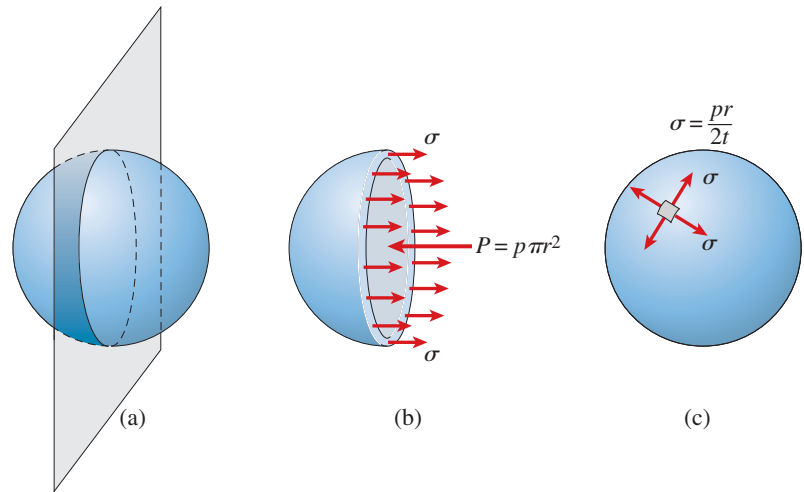 σ
P = pπr²
σ
(a)
(b)
σ = pr/2t
σ
σ
(c)